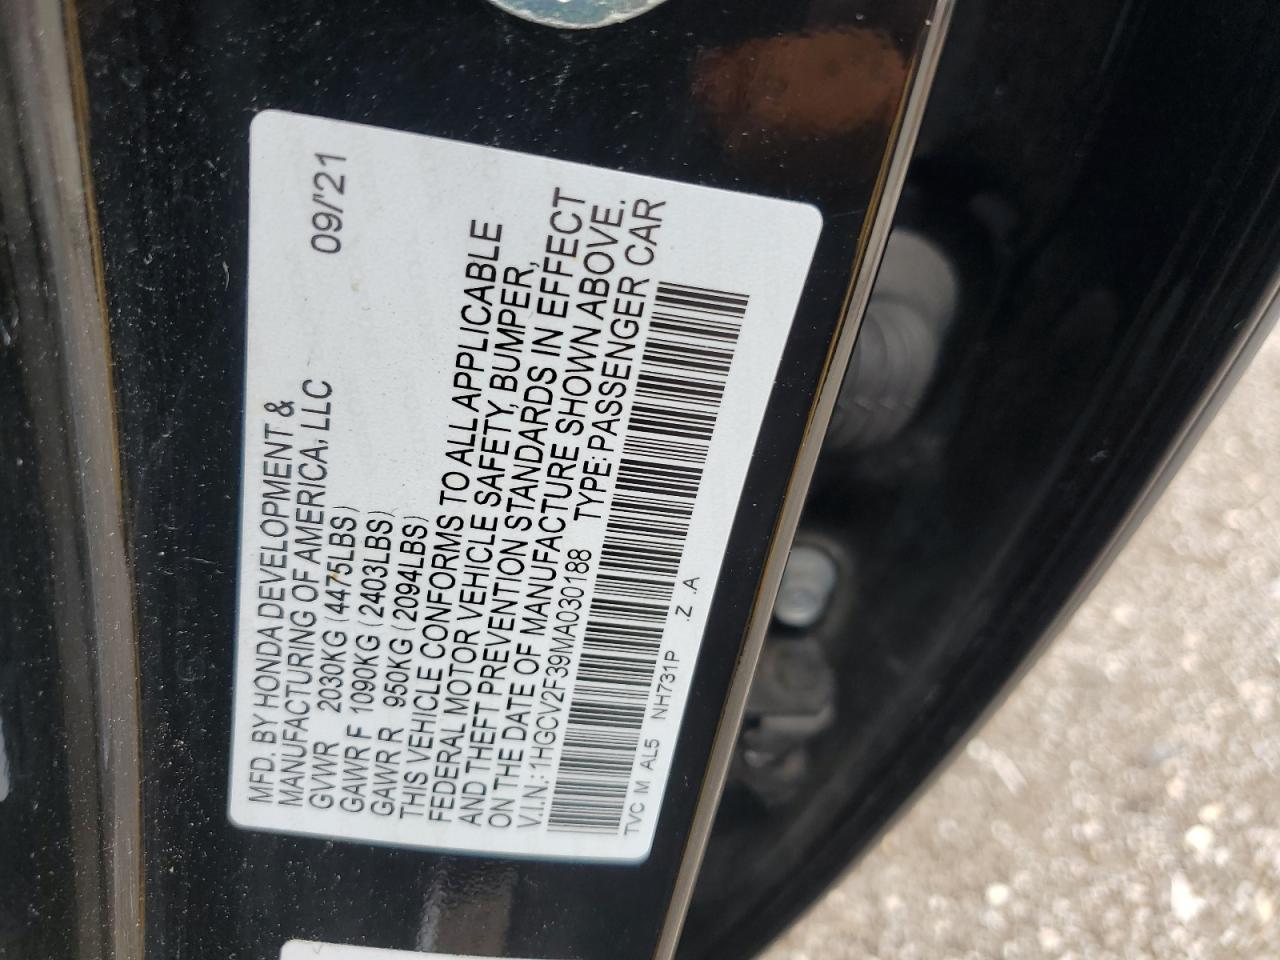 MFD. BY HONDA DEVELOPMENT &
MANUFACTURING OF AMERICA, LLC 09/'21
GVWR 2030KG (4475LBS)
GAWR F 1090KG (2403LBS)
GAWR R 950KG (2094LBS)
THIS VEHICLE CONFORMS TO ALL APPLICABLE
FEDERAL MOTOR VEHICLE SAFETY, BUMPER,
AND THEFT PREVENTION STANDARDS IN EFFECT
ON THE DATE OF MANUFACTURE SHOWN ABOVE.
V.I.N.: 1HGCV2F39MA030188 TYPE: PASSENGER CAR
TVC M AL5 NH731P .Z .A